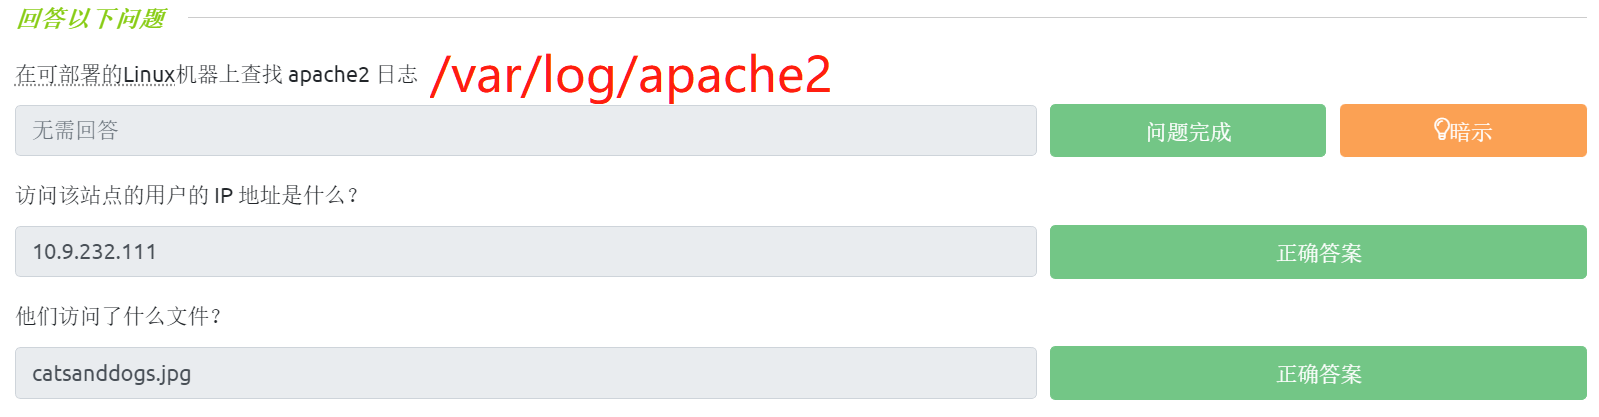 回答以下问题
在可部署的Linux机器上查找 apache2 日志 /var/log/apache2
无需回答 问题完成 暗示
访问该站点的用户的 IP 地址是什么？
10.9.232.111 正确答案
他们访问了什么文件？
catsanddogs.jpg 正确答案